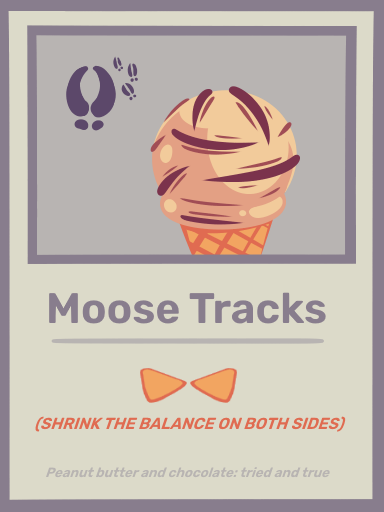 Moose Tracks
(SHRINK THE BALANCE ON BOTH SIDES)
Peanut butter and chocolate: tried and true